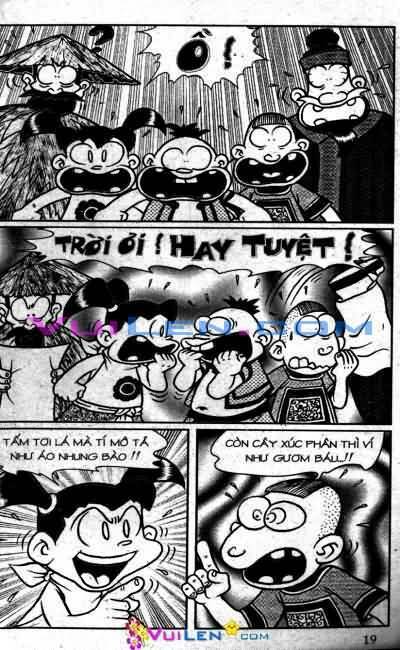 ?
Ồ!
TRỜI ƠI! HAY TUYỆT!
VUILEN.COM
TẤM TƠI LÁ MÀ TÍ MÔ TẢ
NHƯ ÁO NHUNG BÀO!!
CÒN CÂY XÚC PHÂN THÌ VÍ
NHƯ GƯƠM BÁU..!!
19
VUILEN.COM